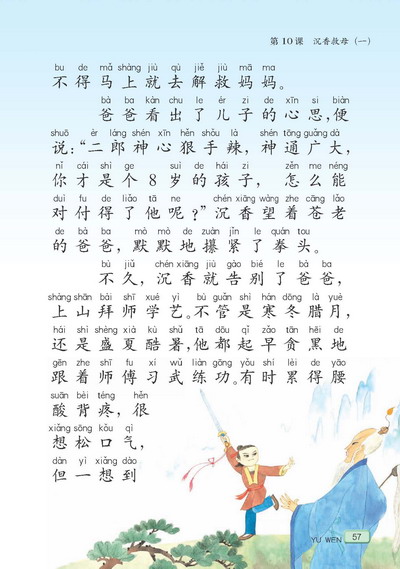 第10课 沉香救母（一）
bu de mǎ shàng jiù qù jiě jiù mā ma
不得马上就去解救妈妈。
bà ba kàn chu le ér zi de xīn si biàn
爸爸看出了儿子的心思,便
shuō èr láng shén xīn hěn shǒu là shén tōng guǎng dà
说:“二郎神心狠手辣，神通广大，
nǐ cái shì ge suì de hái zi zěn me néng
你才是个8岁的孩子，怎么能
duì fu de liǎo tā ne chén xiāng wàng zhe cāng lǎo
对付得了他呢?”沉香望着苍老
de bà ba mò mò de zuàn jǐn le quán tou
的爸爸，默默地攥紧了拳头。
bù jiǔ chén xiāng jiù gào bié le bà ba
不久，沉香就告别了爸爸，
shàng shān bài shī xué yì bù guǎn shì hán dōng là yuè
上山拜师学艺。不管是寒冬腊月，
hái shi shèng xià kù shǔ tā dōu qǐ zǎo tān hēi de
还是盛夏酷暑,他都起早贪黑地
gēn zhe shī fu xí wǔ liàn gōng yǒu shí lèi de yāo
跟着师傅习武练功。有时累得腰
suān bèi téng hěn
酸背疼，很
xiǎng sōng kǒu qì
想松口气，
dàn yì xiǎng dào
但一想到
YU WEN 57